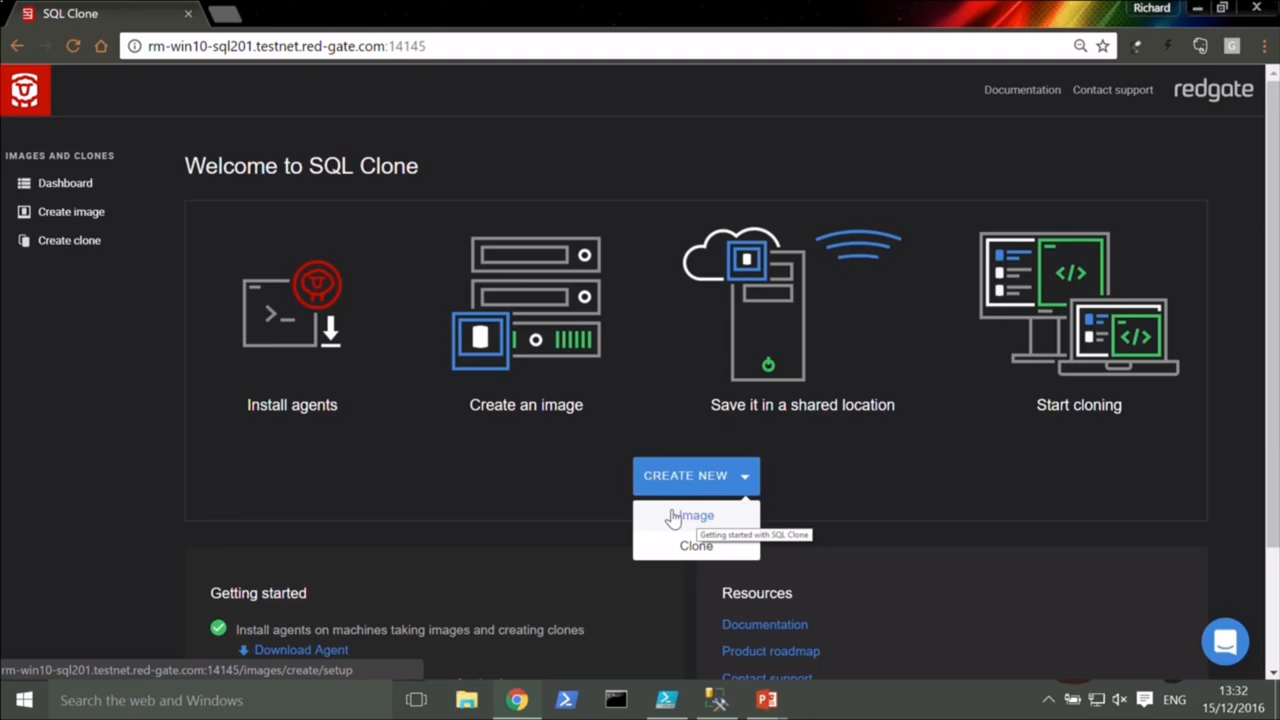 SQL Clone
Richard
rm-win10-sql201.testnet.red-gate.com:14145
Documentation
Contact support
redgate
IMAGES AND CLONES
Dashboard
Create image
Create clone
Welcome to SQL Clone
Install agents
Create an image
Save it in a shared location
Start cloning
CREATE NEW
Image
Getting started with SQL Clone
Clone
Getting started
Install agents on machines taking images and creating clones
Download Agent
Resources
Documentation
Product roadmap
Contact support
rm-win10-sql201.testnet.red-gate.com:14145/images/create/setup
Search the web and Windows
ENG
13:32
15/12/2016